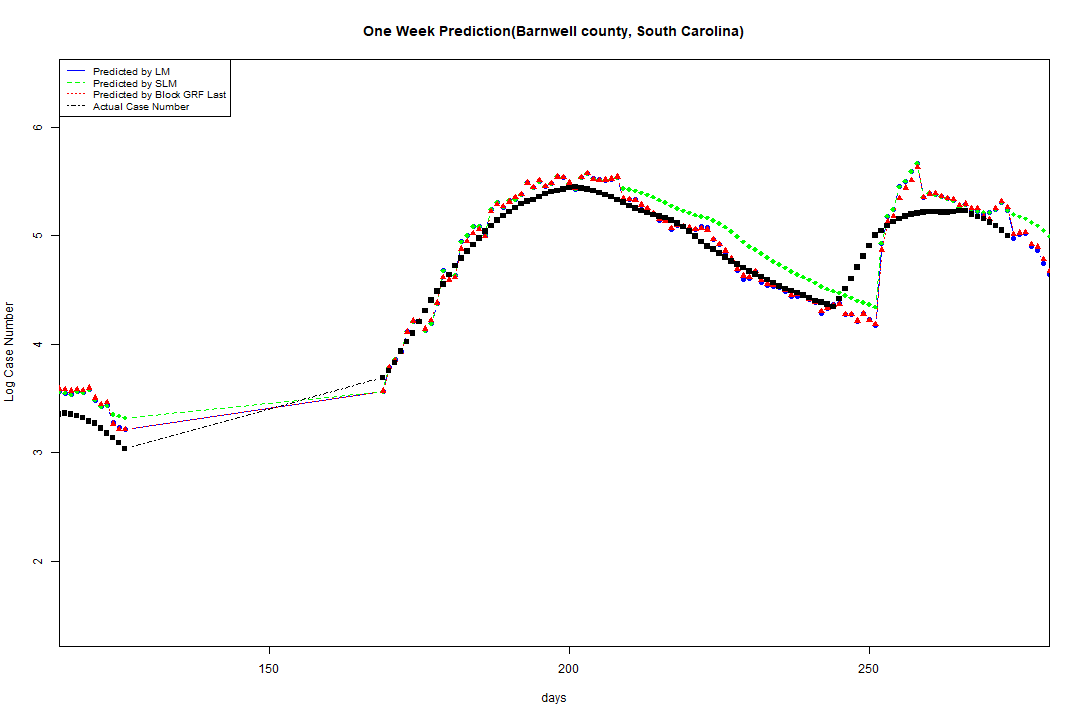 One Week Prediction(Barnwell county, South Carolina)
Predicted by LM
Predicted by SLM
Predicted by Block GRF Last
Actual Case Number
6
5
4
3
2
Log Case Number
150 200 250
days